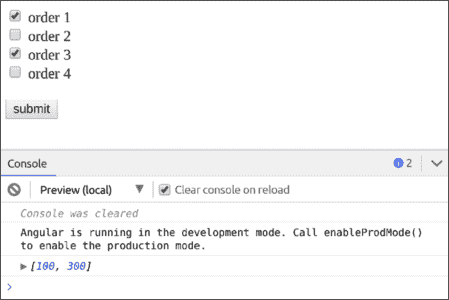 order 1
order 2
order 3
order 4
submit
Console
2
Preview (local)
Clear console on reload
Console was cleared
Angular is running in the development mode. Call enableProdMode()
to enable the production mode.
[100, 300]